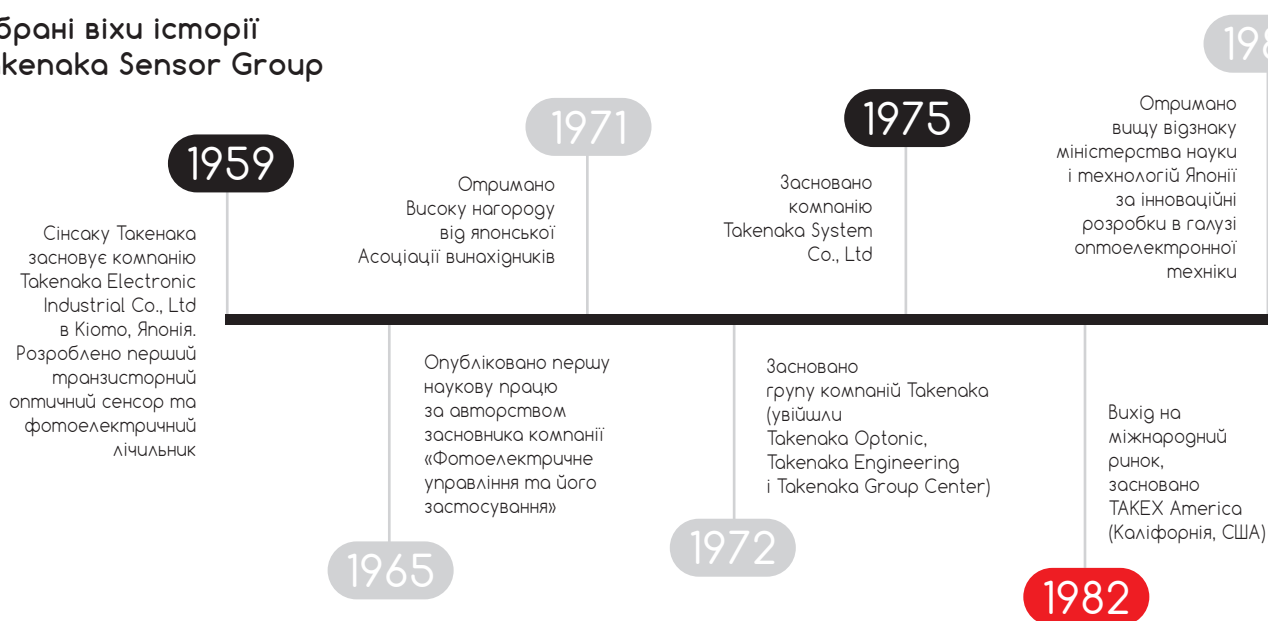 брані віхи історії
kenaka Sensor Group
1959
Сінсаку Такенака
засновує компанію
Takenaka Electronic
Industrial Co., Ltd
в Кіото, Японія.
Розроблено перший
транзисторний
оптичний сенсор та
фотоелектричний
лічильник
Опубліковано першу
наукову працю
за авторством
засновника компанії
«Фотоелектричне
управління та його
застосування»
1965
1971
Отримано
Високу нагороду
від японської
Асоціації винахідників
Засновано
групу компаній Takenaka
(увійшли
Takenaka Optonic,
Takenaka Engineering
і Takenaka Group Center)
1972
1975
Засновано
компанію
Takenaka System
Co., Ltd
Вихід на
міжнародний
ринок,
засновано
TAKEX America
(Каліфорнія, США)
1982
198
Отримано
вищу відзнаку
міністерства науки
і технологій Японії
за інноваційні
розробки в галузі
оптоелектронної
техніки